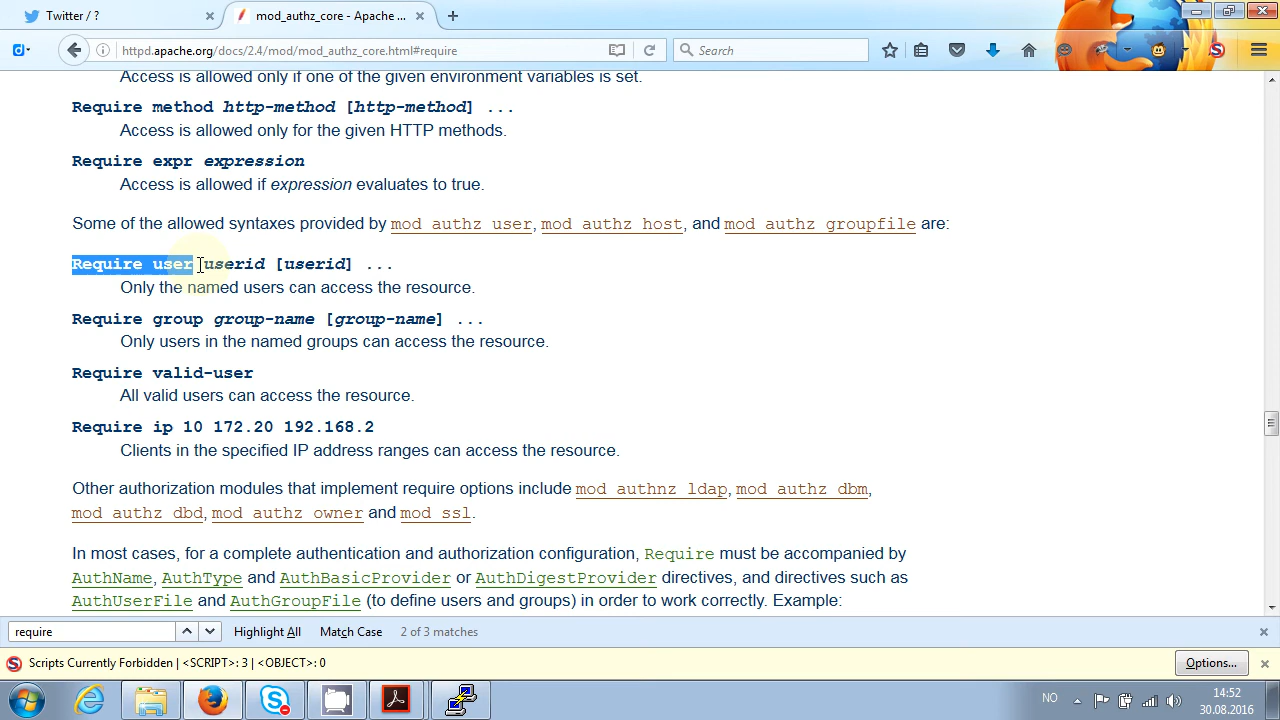 Twitter / ?
mod_authz_core - Apache ...
httpd.apache.org/docs/2.4/mod/mod_authz_core.html#require
Search
Access is allowed only if one of the given environment variables is set.
Require method http-method [http-method] ...
Access is allowed only for the given HTTP methods.
Require expr expression
Access is allowed if expression evaluates to true.
Some of the allowed syntaxes provided by mod_authz_user, mod_authz_host, and mod_authz_groupfile are:
Require user userid [userid] ...
Only the named users can access the resource.
Require group group-name [group-name] ...
Only users in the named groups can access the resource.
Require valid-user
All valid users can access the resource.
Require ip 10 172.20 192.168.2
Clients in the specified IP address ranges can access the resource.
Other authorization modules that implement require options include mod_authnz_ldap, mod_authz_dbm,
mod_authz_dbd, mod_authz_owner and mod_ssl.
In most cases, for a complete authentication and authorization configuration, Require must be accompanied by
AuthName, AuthType and AuthBasicProvider or AuthDigestProvider directives, and directives such as
AuthUserFile and AuthGroupFile (to define users and groups) in order to work correctly. Example:
require
Highlight All
Match Case
2 of 3 matches
Scripts Currently Forbidden | <SCRIPT>: 3 | <OBJECT>: 0
Options...
NO
14:52
30.08.2016